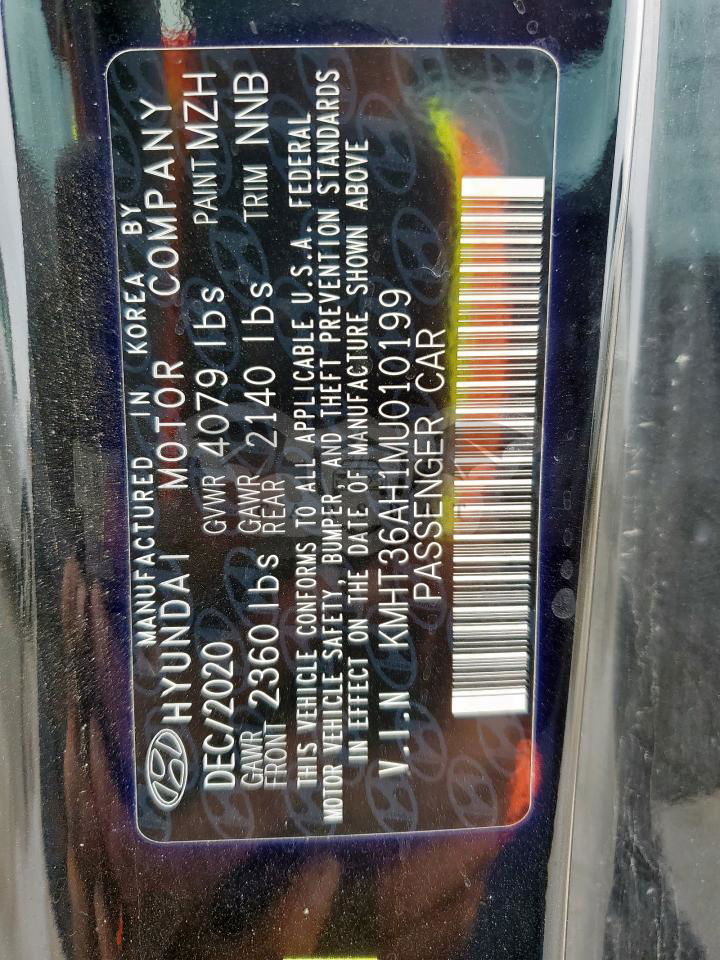 MANUFACTURED IN KOREA BY
HYUNDAI MOTOR COMPANY
DEC/2020 GVWR 4079 lbs PAINT MZH
GAWR FRONT 2360 lbs GAWR REAR 2140 lbs TRIM NNB
THIS VEHICLE CONFORMS TO ALL APPLICABLE U.S.A. FEDERAL
MOTOR VEHICLE SAFETY, BUMPER, AND THEFT PREVENTION STANDARDS
IN EFFECT ON THE DATE OF MANUFACTURE SHOWN ABOVE
V.I.N KMHT36AH1MU010199
PASSENGER CAR